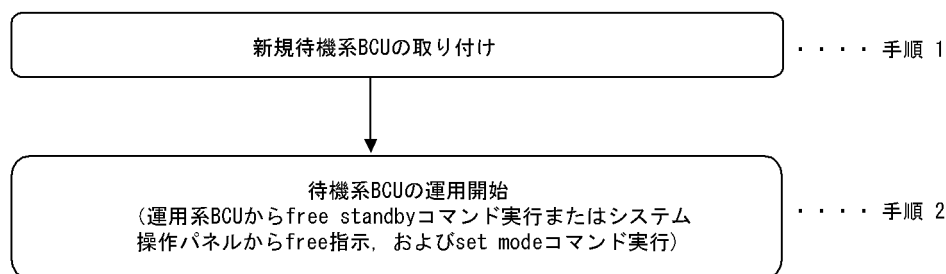 新規待機系BCUの取り付け
・・・・ 手順 1
待機系BCUの運用開始
(運用系BCUからfree standbyコマンド実行またはシステム
操作パネルからfree指示，およびset modeコマンド実行)
・・・・ 手順 2